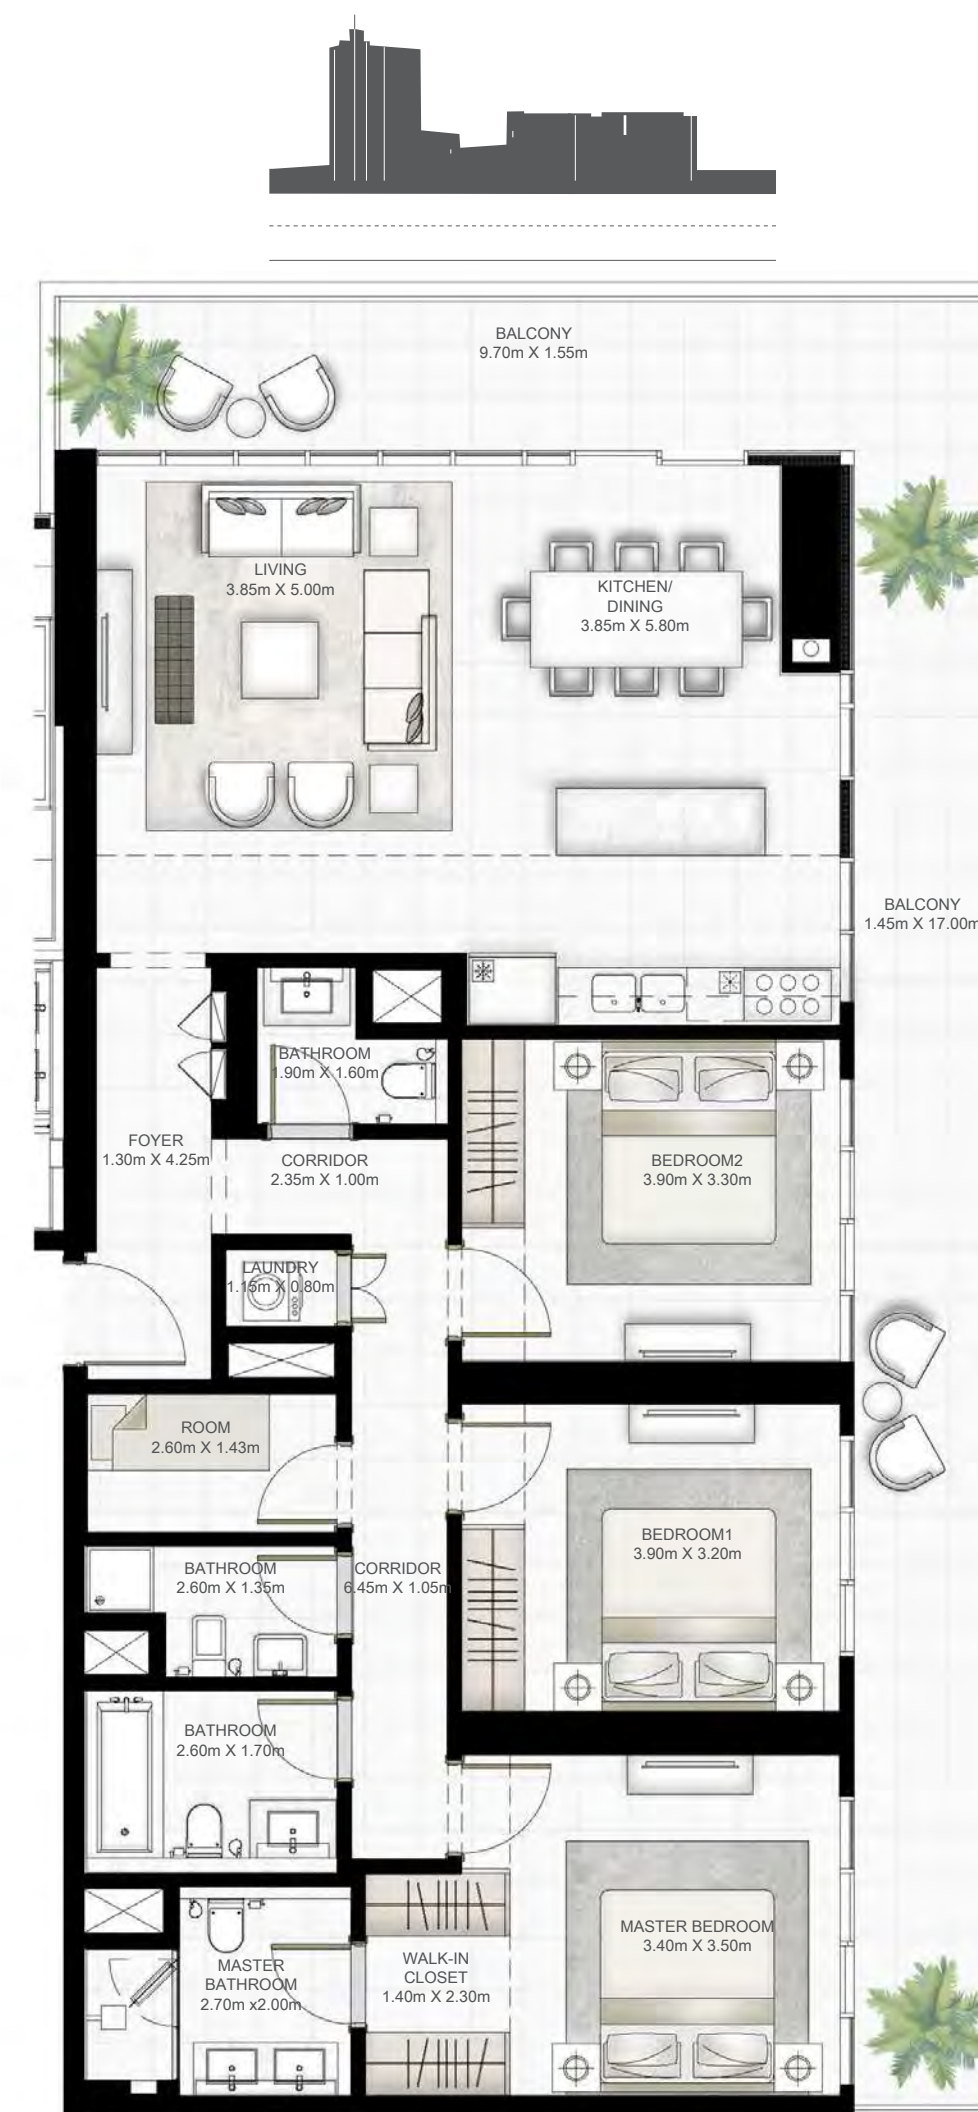 BALCONY
9.70m X 1.55m
LIVING
3.85m X 5.00m
KITCHEN/
DINING
3.85m X 5.80m
BALCONY
1.45m X 17.00m
BATHROOM
1.90m X 1.60m
FOYER
1.30m X 4.25m
CORRIDOR
2.35m X 1.00m
BEDROOM2
3.90m X 3.30m
LAUNDRY
1.15m X 0.80m
ROOM
2.60m X 1.43m
BEDROOM1
3.90m X 3.20m
BATHROOM
2.60m X 1.35m
CORRIDOR
6.45m X 1.05m
BATHROOM
2.60m X 1.70m
MASTER BEDROOM
3.40m X 3.50m
WALK-IN
CLOSET
1.40m X 2.30m
MASTER
BATHROOM
2.70m x2.00m